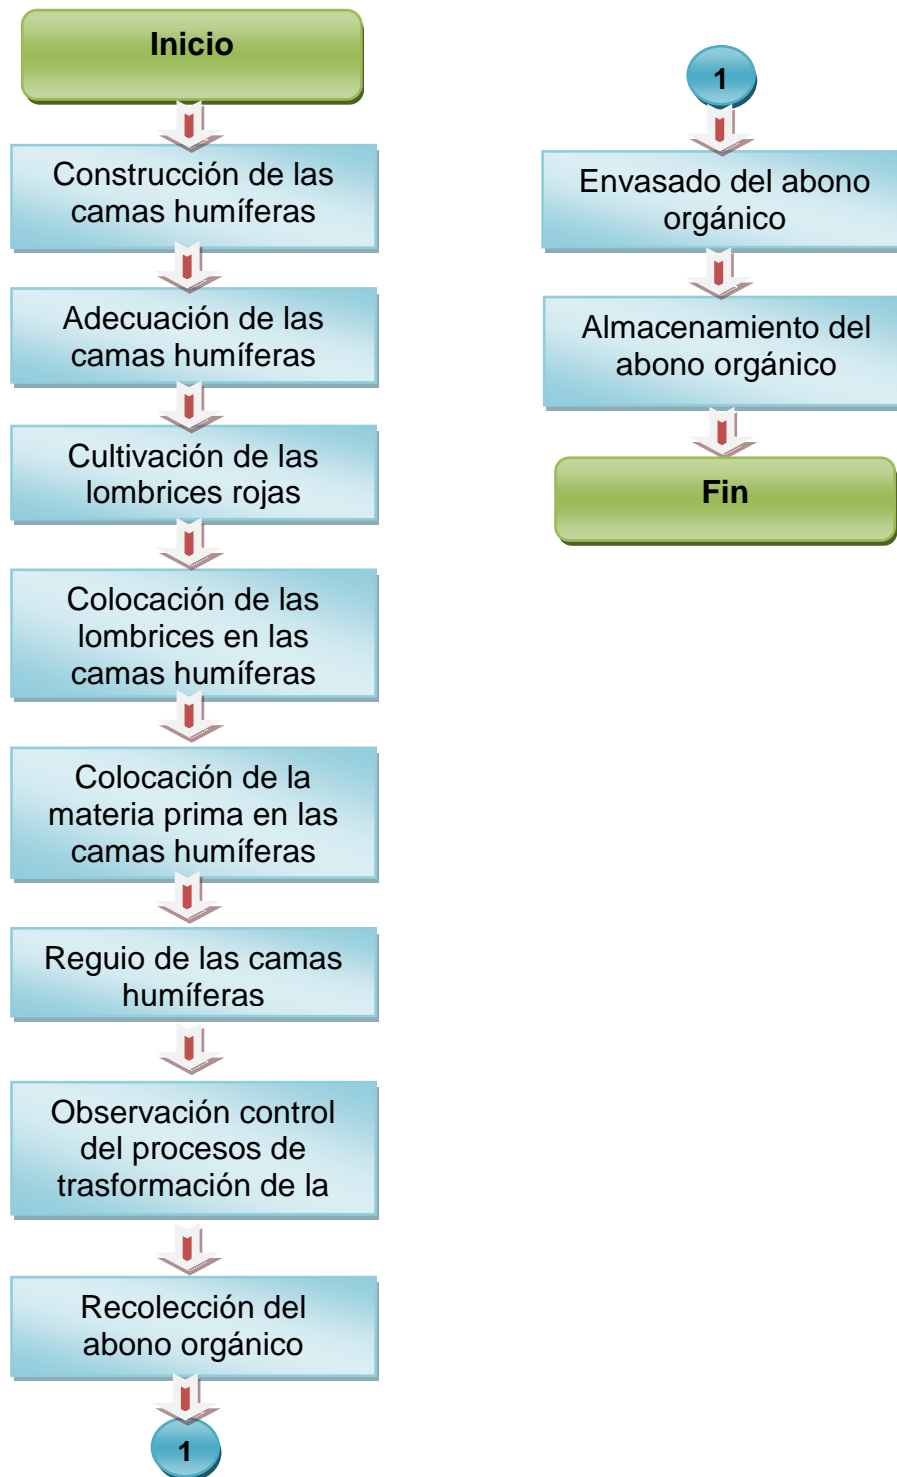 Inicio
Construcción de las
camas humíferas
Adecuación de las
camas humíferas
Cultivación de las
lombrices rojas
Colocación de las
lombrices en las
camas humíferas
Colocación de la
materia prima en las
camas humíferas
Reguio de las camas
humíferas
Observación control
del procesos de
trasformación de la
Recolección del
abono orgánico
1
1
Envasado del abono
orgánico
Almacenamiento del
abono orgánico
Fin